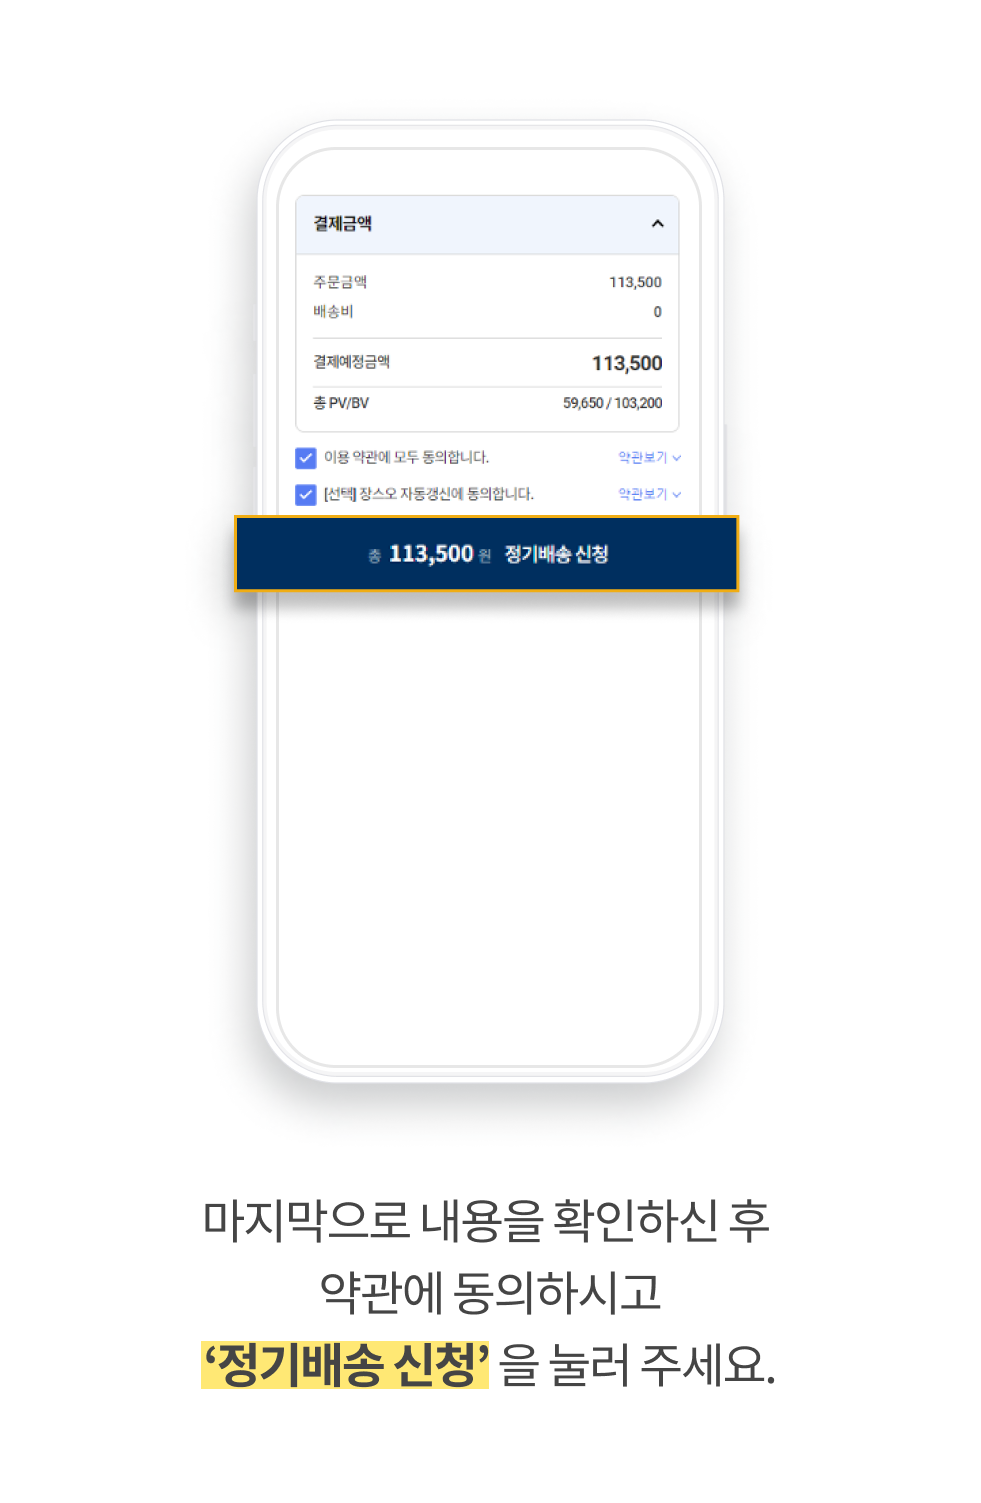 결제금액
주문금액 113,500
배송비 0
결제예정금액 113,500
총 PV/BV 59,650 / 103,200
이용 약관에 모두 동의합니다. 약관보기
[선택] 장스오 자동갱신에 동의합니다. 약관보기
총 113,500 원 정기배송 신청
마지막으로 내용을 확인하신 후
약관에 동의하시고
‘정기배송 신청’ 을 눌러 주세요.